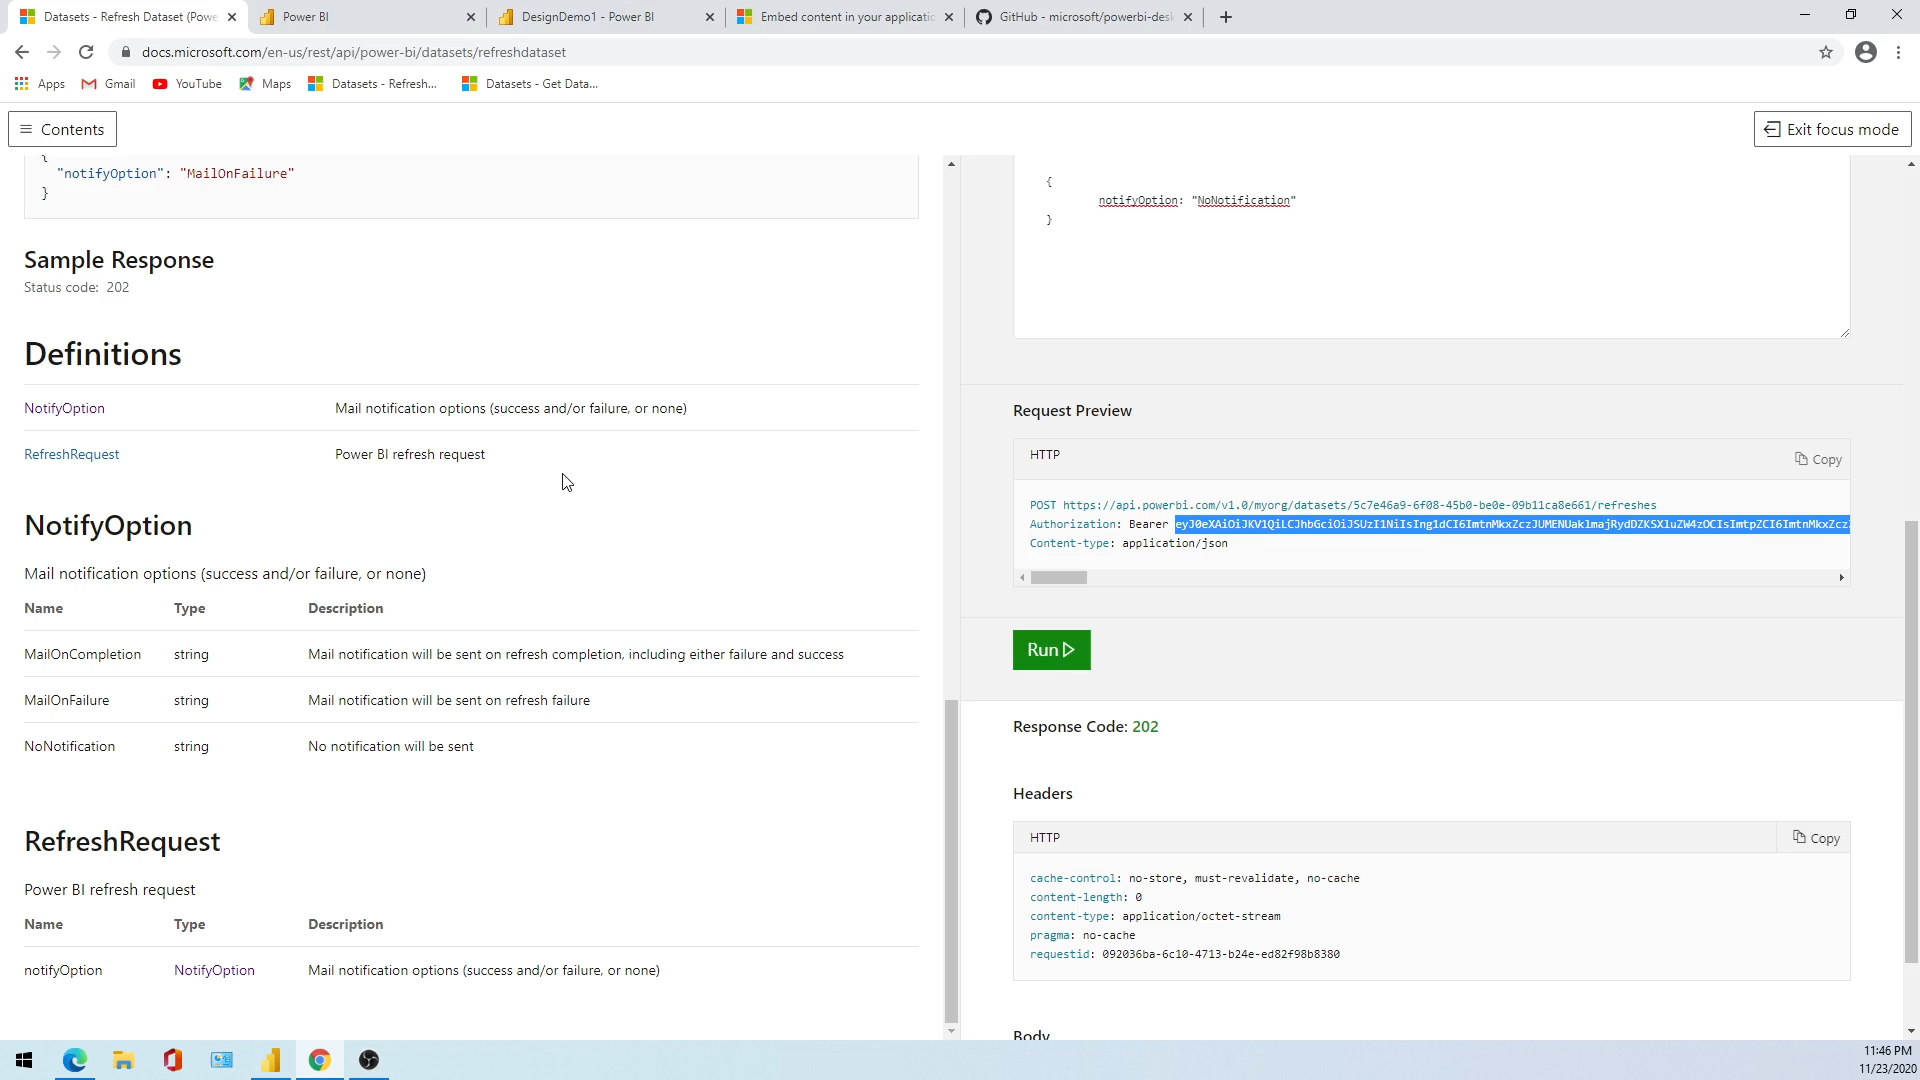 Datasets - Refresh Dataset (Powe
Power BI
DesignDemo1 - Power BI
Embed content in your applicatio
GitHub - microsoft/powerbi-desk
docs.microsoft.com/en-us/rest/api/power-bi/datasets/refreshdataset
Apps
Gmail
YouTube
Maps
Datasets - Refresh...
Datasets - Get Data...
Contents
Exit focus mode
{
"notifyOption": "MailOnFailure"
}
Sample Response
Status code: 202
Definitions
NotifyOption Mail notification options (success and/or failure, or none)
RefreshRequest Power BI refresh request
NotifyOption
Mail notification options (success and/or failure, or none)
Name Type Description
MailOnCompletion string Mail notification will be sent on refresh completion, including either failure and success
MailOnFailure string Mail notification will be sent on refresh failure
NoNotification string No notification will be sent
RefreshRequest
Power BI refresh request
Name Type Description
notifyOption NotifyOption Mail notification options (success and/or failure, or none)
{
notifyOption: "NoNotification"
}
Request Preview
HTTP
Copy
POST https://api.powerbi.com/v1.0/myorg/datasets/5c7e46a9-6f08-45b0-be0e-09b11ca8e661/refreshes
Authorization: Bearer
Content-type: application/json
Run
Response Code: 202
Headers
HTTP
Copy
cache-control: no-store, must-revalidate, no-cache
content-length: 0
content-type: application/octet-stream
pragma: no-cache
requestid: 092036ba-6c10-4713-b24e-ed82f98b8380
Body
11:46 PM
11/23/2020